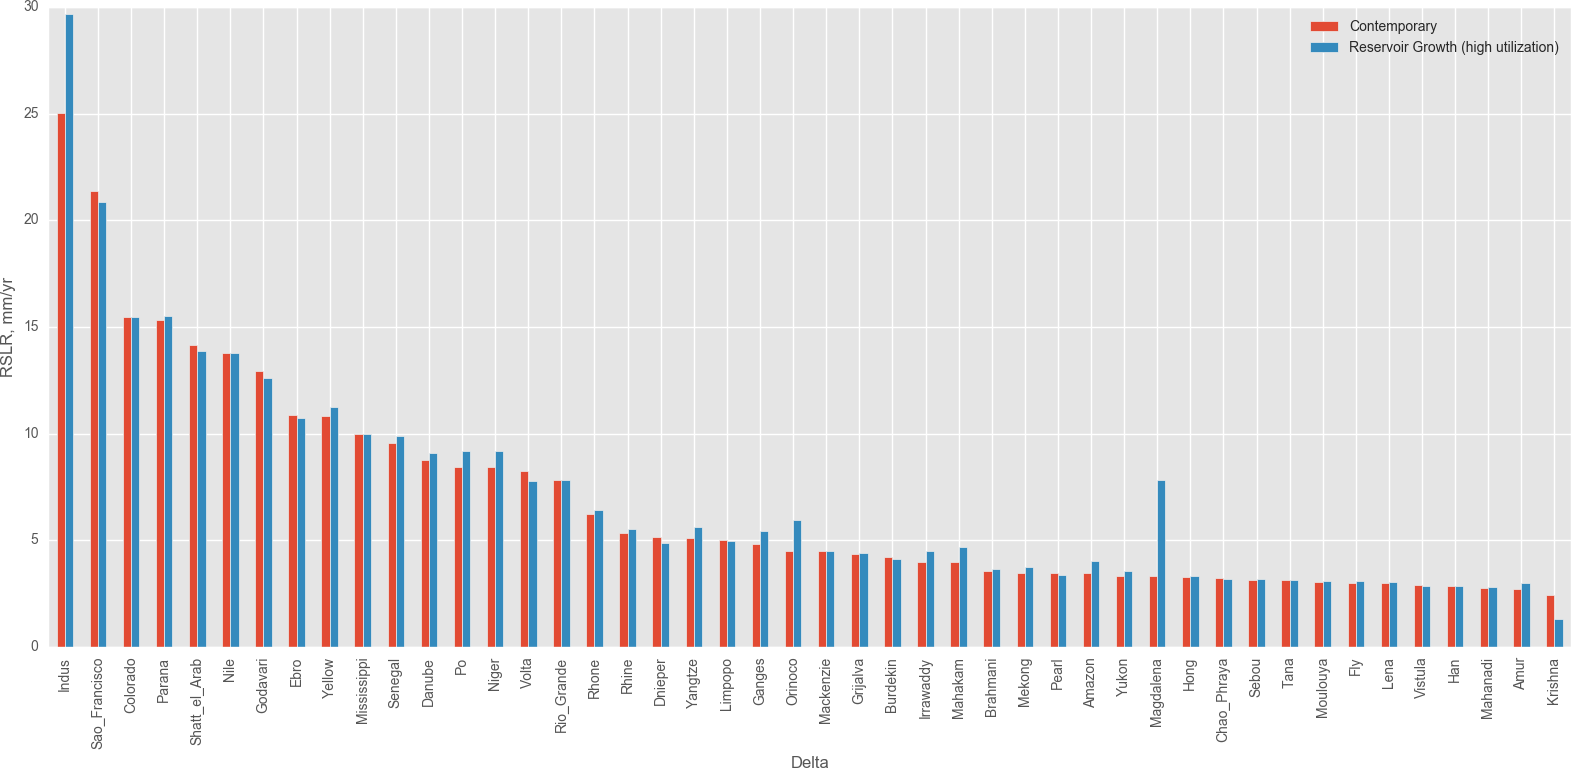 30
25
20
15
10
5
0
RSLR, mm/yr
Contemporary
Reservoir Growth (high utilization)
Indus
Sao_Francisco
Colorado
Parana
Shatt_el_Arab
Nile
Godavari
Ebro
Yellow
Mississippi
Senegal
Danube
Po
Niger
Volta
Rio_Grande
Rhone
Rhine
Dnieper
Yangtze
Limpopo
Ganges
Orinoco
Mackenzie
Grijalva
Burdekin
Irrawaddy
Mahakam
Brahmani
Mekong
Pearl
Amazon
Yukon
Magdalena
Hong
Chao_Phraya
Sebou
Tana
Moulouya
Fly
Lena
Vistula
Han
Mahanadi
Amur
Krishna
Delta